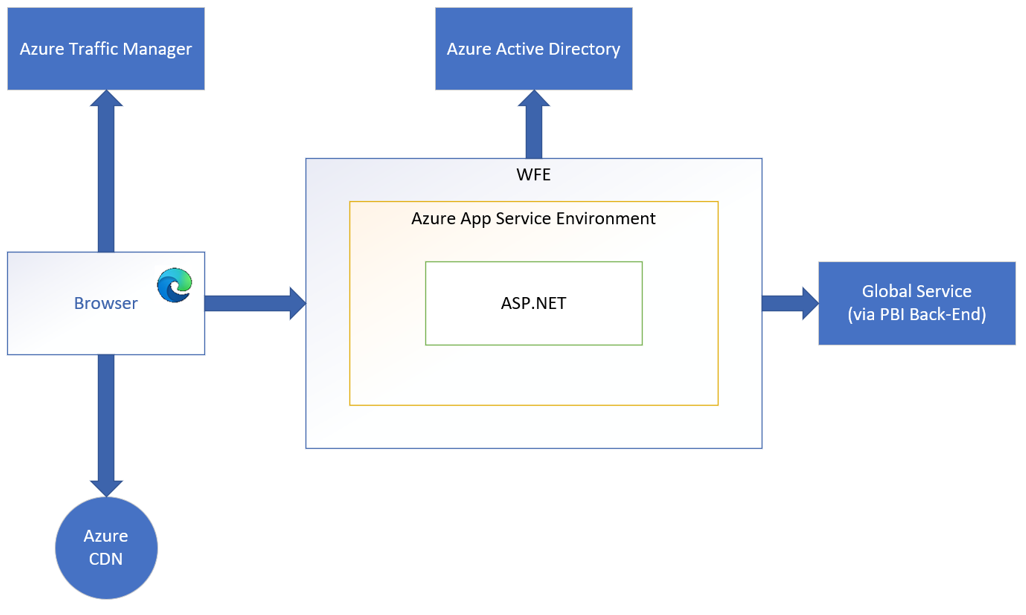 Azure Traffic Manager
Azure Active Directory
WFE
Azure App Service Environment
Browser
ASP.NET
Global Service
(via PBI Back-End)
Azure
CDN